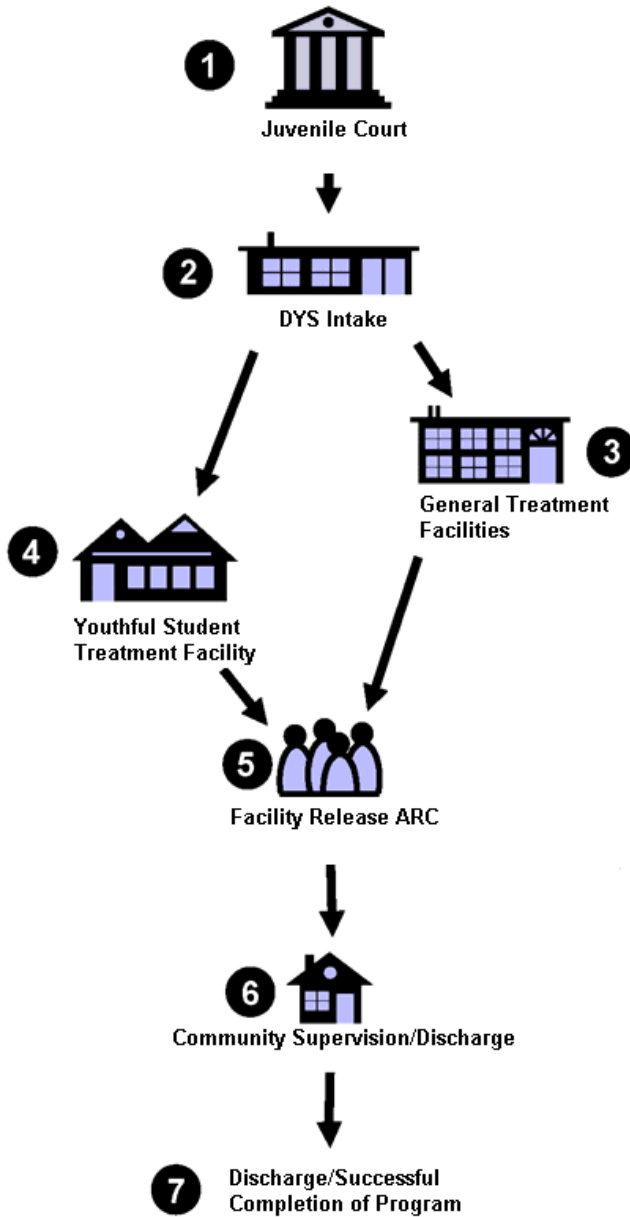 1
Juvenile Court
2
DYS Intake
3
General Treatment
Facilities
4
Youthful Student
Treatment Facility
5
Facility Release ARC
6
Community Supervision/Discharge
7
Discharge/Successful
Completion of Program